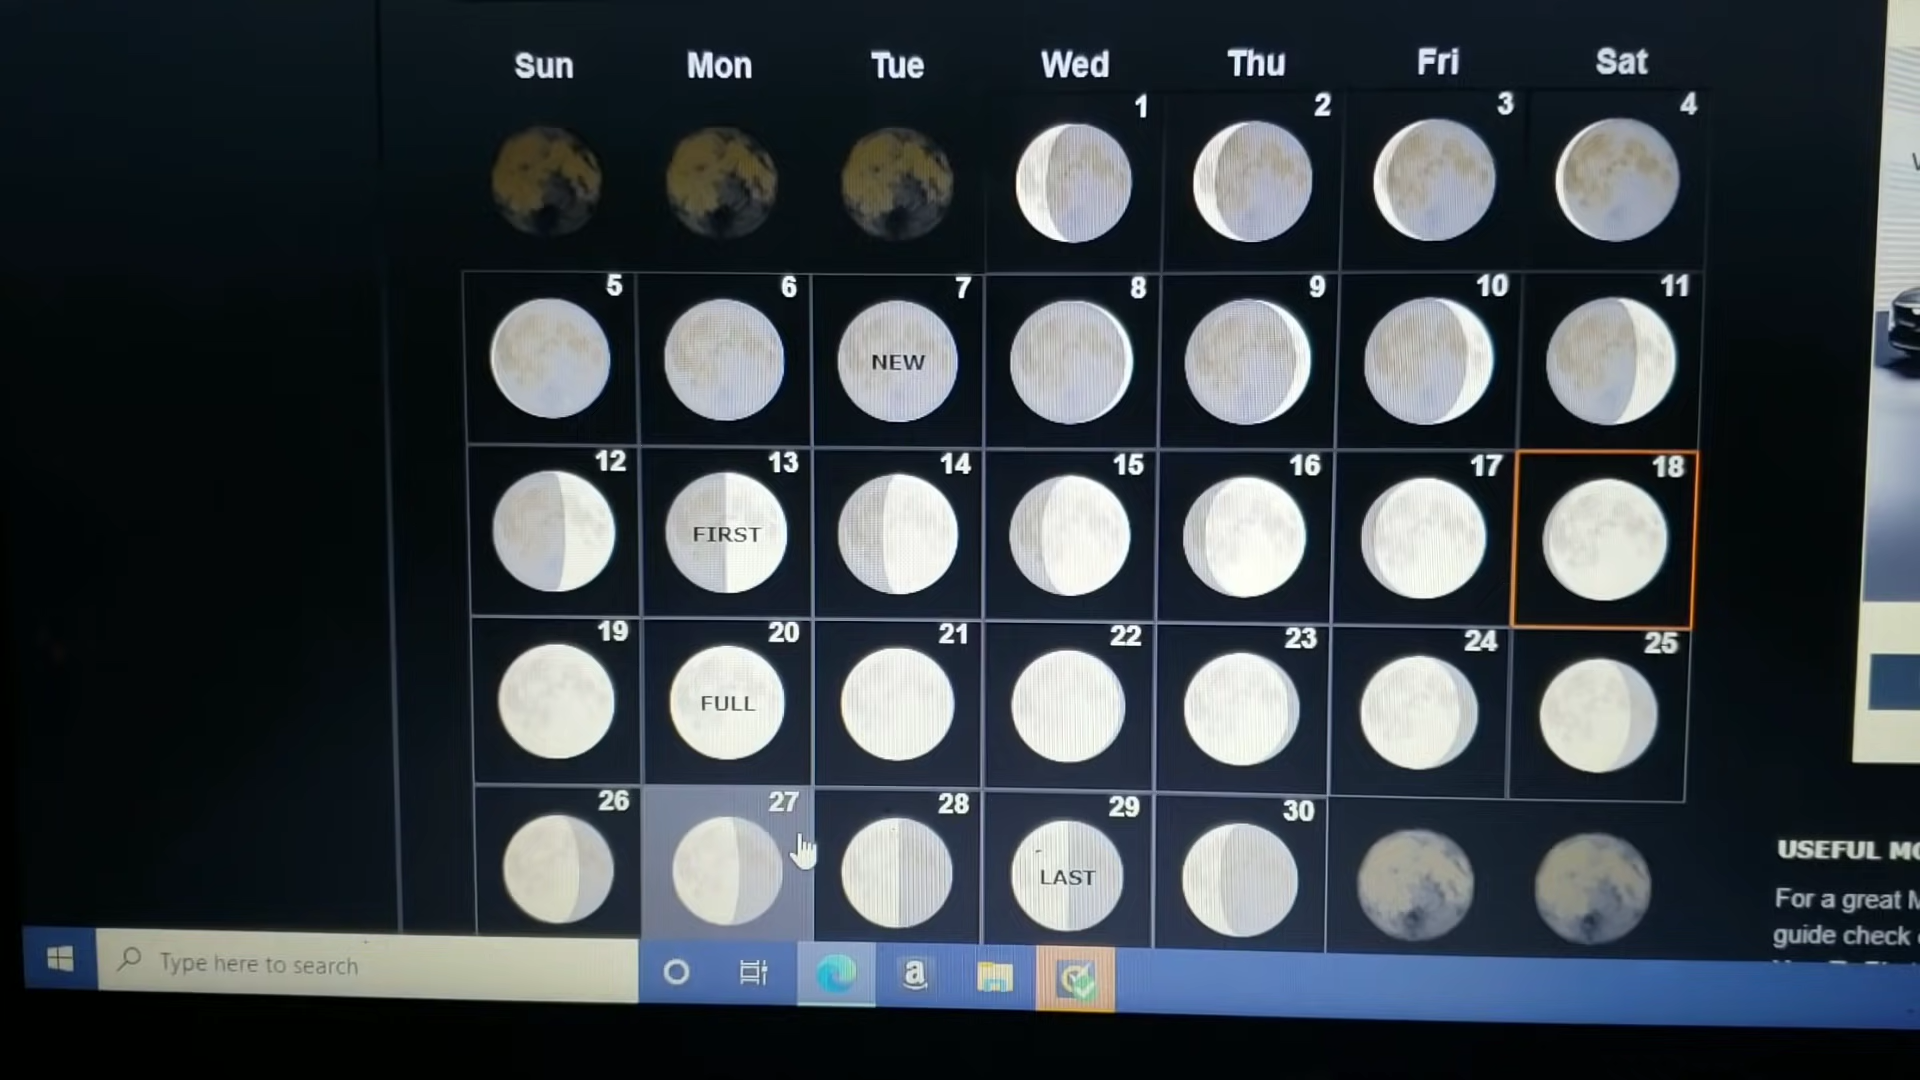 Sun Mon Tue Wed Thu Fri Sat
1 2 3 4
5 6 7 8 9 10 11
NEW
12 13 14 15 16 17 18
FIRST
19 20 21 22 23 24 25
FULL
26 27 28 29 30
LAST
USEFUL
For a great
guide check
Type here to search